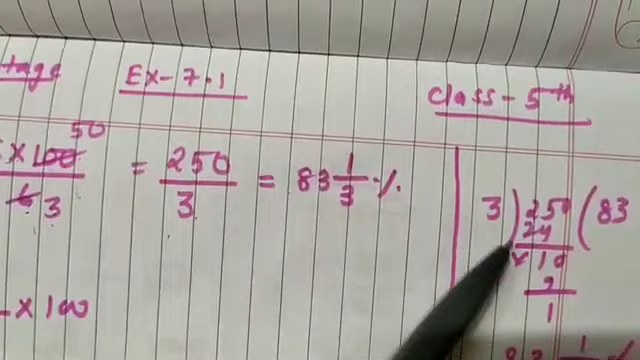 Ex-7.1
Class-5th
50
×100 = 250 = 83 1/3 %
6 3 3
3 ) 250 ( 83
24
× 10
9
1
× 100